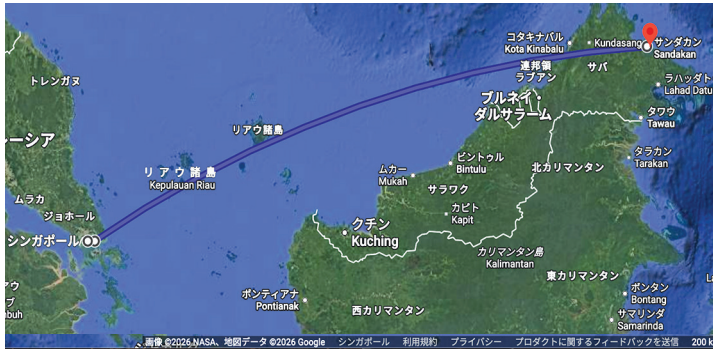 コタキナバル
Kota Kinabalu
Kundasang
サンダカン
Sandakan
連邦領
ラブアン
サバ
ラハッダト
Lahad Datu
トレンガヌ
ブルネイ
ダルサラーム
タワウ
Tawau
リアウ諸島
ーシア
タラカン
Tarakan
ビントゥル
Bintulu
北カリマンタン
リアウ諸島
Kepulauan Riau
ムカー
Mukah
サラワク
ムラカ
カピト
Kapit
ジョホール
クチン
Kuching
シンガポール
カリマンタン島
Kalimantan
東カリマンタン
ボンタン
Bontang
ポンティアナ
Pontianak
西カリマンタン
サマリンダ
Samarinda
画像 ©2026 NASA、地図データ ©2026 Google シンガポール 利用規約 プライバシー プロダクトに関するフィードバックを送信 200 k